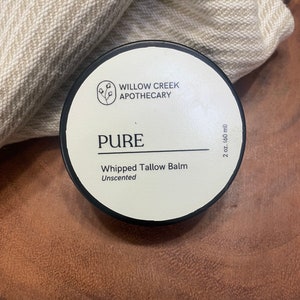 WILLOW CREEK
APOTHECARY
PURE
Whipped Tallow Balm
Unscented
2 oz. (60 ml)